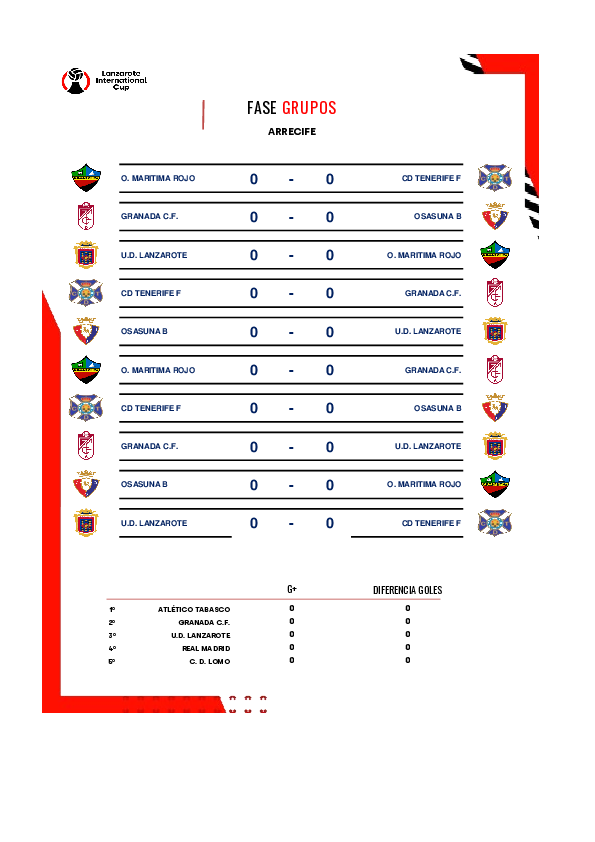 Lanzarote
International
Cup
FASE GRUPOS
ARRECIFE
O. MARITIMA ROJO 0 - 0 CD TENERIFE F
GRANADA C.F. 0 - 0 OSASUNA B
U.D. LANZAROTE 0 - 0 O. MARITIMA ROJO
CD TENERIFE F 0 - 0 GRANADA C.F.
OSASUNA B 0 - 0 U.D. LANZAROTE
O. MARITIMA ROJO 0 - 0 GRANADA C.F.
CD TENERIFE F 0 - 0 OSASUNA B
GRANADA C.F. 0 - 0 U.D. LANZAROTE
OSASUNA B 0 - 0 O. MARITIMA ROJO
U.D. LANZAROTE 0 - 0 CD TENERIFE F
G+ DIFERENCIA GOLES
1º ATLÉTICO TABASCO 0 0
2º GRANADA C.F. 0 0
3º U.D. LANZAROTE 0 0
4º REAL MADRID 0 0
5º C. D. LOMO 0 0